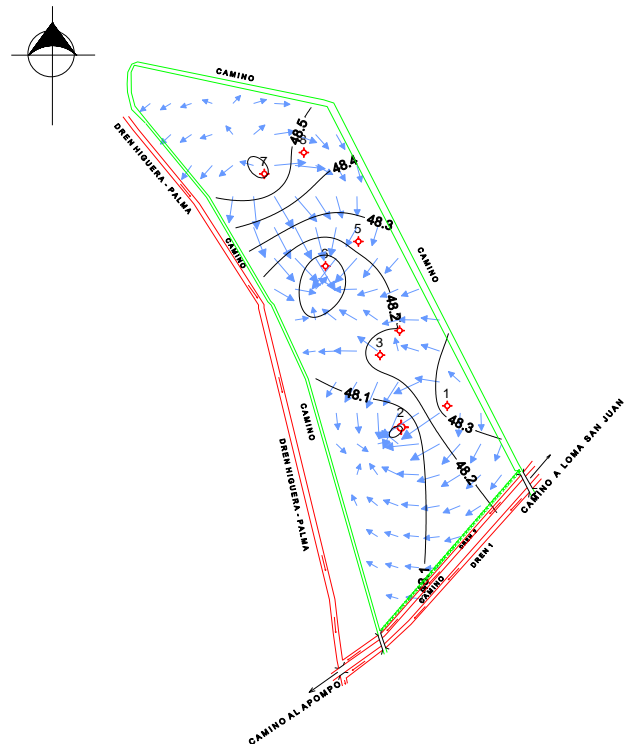 CAMINO
48.5
8
7
DREN HIGUERA - PALMA
48.4
48.3
5
CAMINO
CAMINO
6
48.2
3
48.1
1
2
48.3
CAMINO
DREN HIGUERA - PALMA
48.2
CAMINO A LOMA SAN JUAN
DREN 1
CAMINO
CAMINO AL APOMPO